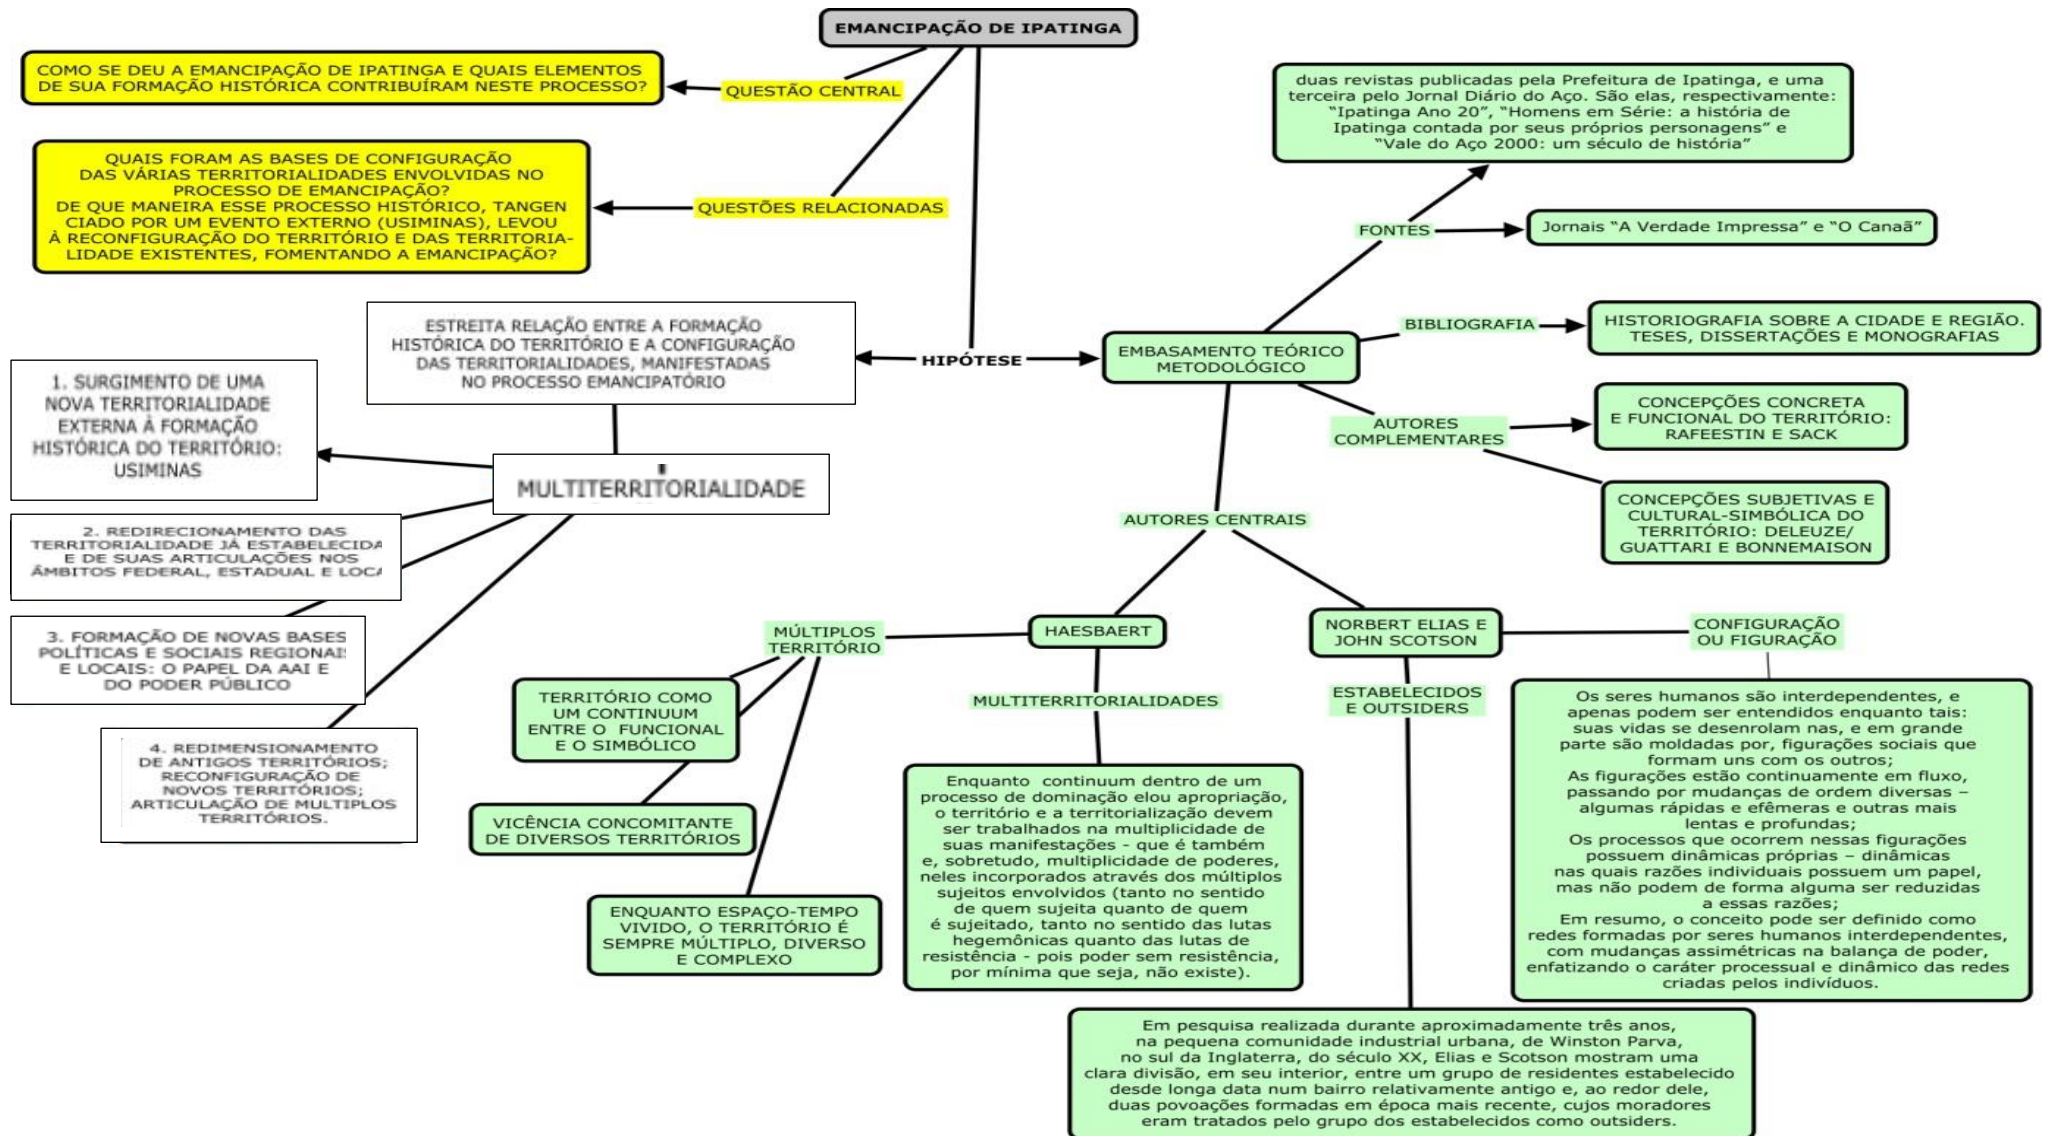 EMANCIPAÇÃO DE IPATINGA
QUESTÃO CENTRAL
COMO SE DEU A EMANCIPAÇÃO DE IPATINGA E QUAIS ELEMENTOS
DE SUA FORMAÇÃO HISTÓRICA CONTRIBUÍRAM NESTE PROCESSO?
QUESTÕES RELACIONADAS
QUAIS FORAM AS BASES DE CONFIGURAÇÃO
DAS VÁRIAS TERRITORIALIDADES ENVOLVIDAS NO
PROCESSO DE EMANCIPAÇÃO?
DE QUE MANEIRA ESSE PROCESSO HISTÓRICO, TANGEN
CIADO POR UM EVENTO EXTERNO (USIMINAS), LEVOU
À RECONFIGURAÇÃO DO TERRITÓRIO E DAS TERRITORIA-
LIDADE EXISTENTES, FOMENTANDO A EMANCIPAÇÃO?
HIPÓTESE
ESTREITA RELAÇÃO ENTRE A FORMAÇÃO
HISTÓRICA DO TERRITÓRIO E A CONFIGURAÇÃO
DAS TERRITORIALIDADES, MANIFESTADAS
NO PROCESSO EMANCIPATÓRIO
MULTITERRITORIALIDADE
1. SURGIMENTO DE UMA
NOVA TERRITORIALIDADE
EXTERNA À FORMAÇÃO
HISTÓRICA DO TERRITÓRIO:
USIMINAS
2. REDIRECIONAMENTO DAS
TERRITORIALIDADE JÁ ESTABELECIDA
E DE SUAS ARTICULAÇÕES NOS
ÂMBITOS FEDERAL, ESTADUAL E LOCA
3. FORMAÇÃO DE NOVAS BASES
POLÍTICAS E SOCIAIS REGIONAIS
E LOCAIS: O PAPEL DA AAI E
DO PODER PÚBLICO
4. REDIMENSIONAMENTO
DE ANTIGOS TERRITÓRIOS;
RECONFIGURAÇÃO DE
NOVOS TERRITÓRIOS;
ARTICULAÇÃO DE MULTIPLOS
TERRITÓRIOS.
EMBASAMENTO TEÓRICO
METODOLÓGICO
FONTES
duas revistas publicadas pela Prefeitura de Ipatinga, e uma
terceira pelo Jornal Diário do Aço. São elas, respectivamente:
“Ipatinga Ano 20”, “Homens em Série: a história de
Ipatinga contada por seus próprios personagens” e
“Vale do Aço 2000: um século de história”
Jornais “A Verdade Impressa” e “O Canaã”
BIBLIOGRAFIA
HISTORIOGRAFIA SOBRE A CIDADE E REGIÃO.
TESES, DISSERTAÇÕES E MONOGRAFIAS
AUTORES
COMPLEMENTARES
CONCEPÇÕES CONCRETA
E FUNCIONAL DO TERRITÓRIO:
RAFEESTIN E SACK
CONCEPÇÕES SUBJETIVAS E
CULTURAL-SIMBÓLICA DO
TERRITÓRIO: DELEUZE/
GUATTARI E BONNEMAISON
AUTORES CENTRAIS
HAESBAERT
MÚLTIPLOS
TERRITÓRIO
TERRITÓRIO COMO
UM CONTINUUM
ENTRE O FUNCIONAL
E O SIMBÓLICO
VICÊNCIA CONCOMITANTE
DE DIVERSOS TERRITÓRIOS
ENQUANTO ESPAÇO-TEMPO
VIVIDO, O TERRITÓRIO É
SEMPRE MÚLTIPLO, DIVERSO
E COMPLEXO
MULTITERRITORIALIDADES
Enquanto continuum dentro de um
processo de dominação elou apropriação,
o território e a territorialização devem
ser trabalhados na multiplicidade de
suas manifestações - que é também
e, sobretudo, multiplicidade de poderes,
neles incorporados através dos múltiplos
sujeitos envolvidos (tanto no sentido
de quem sujeita quanto de quem
é sujeitado, tanto no sentido das lutas
hegemônicas quanto das lutas de
resistência - pois poder sem resistência,
por mínima que seja, não existe).
NORBERT ELIAS E
JOHN SCOTSON
ESTABELECIDOS
E OUTSIDERS
Em pesquisa realizada durante aproximadamente três anos,
na pequena comunidade industrial urbana, de Winston Parva,
no sul da Inglaterra, do século XX, Elias e Scotson mostram uma
clara divisão, em seu interior, entre um grupo de residentes estabelecido
desde longa data num bairro relativamente antigo e, ao redor dele,
duas povoações formadas em época mais recente, cujos moradores
eram tratados pelo grupo dos estabelecidos como outsiders.
CONFIGURAÇÃO
OU FIGURAÇÃO
Os seres humanos são interdependentes, e
apenas podem ser entendidos enquanto tais:
suas vidas se desenrolam nas, e em grande
parte são moldadas por, figurações sociais que
formam uns com os outros;
As figurações estão continuamente em fluxo,
passando por mudanças de ordem diversas –
algumas rápidas e efêmeras e outras mais
lentas e profundas;
Os processos que ocorrem nessas figurações
possuem dinâmicas próprias – dinâmicas
nas quais razões individuais possuem um papel,
mas não podem de forma alguma ser reduzidas
a essas razões;
Em resumo, o conceito pode ser definido como
redes formadas por seres humanos interdependentes,
com mudanças assimétricas na balança de poder,
enfatizando o caráter processual e dinâmico das redes
criadas pelos indivíduos.